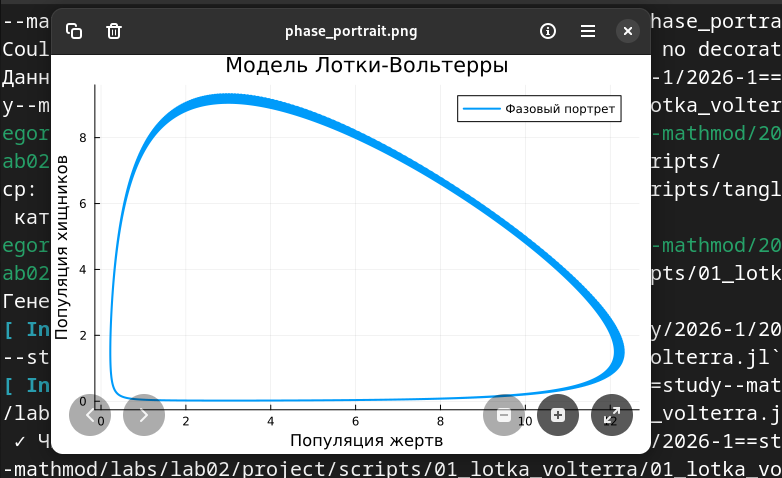 --ma
phase_portrait.png
hase_portra
Coul
no decorat
Модель Лотки-Вольтерры
Данн
-1/2026-1==
Фазовый портрет
y--m
otka_volter
egor
-mathmod/20
ab02
ripts/
ср:
ripts/tangl
кат
egor
-mathmod/20
ab02
pts/01_lotk
Гене
[ In
y/2026-1/20
--st
olterra.jl`
[ In
=study--mat
/lab
_volterra.j
✓ Ч
/2026-1==st
-mathmod/labs/lab02/project/scripts/01_lotka_volterra/01_lotka_vo
Популяция хищников
8
6
4
2
0
0 2 4 6 8 10 12
Популяция жертв